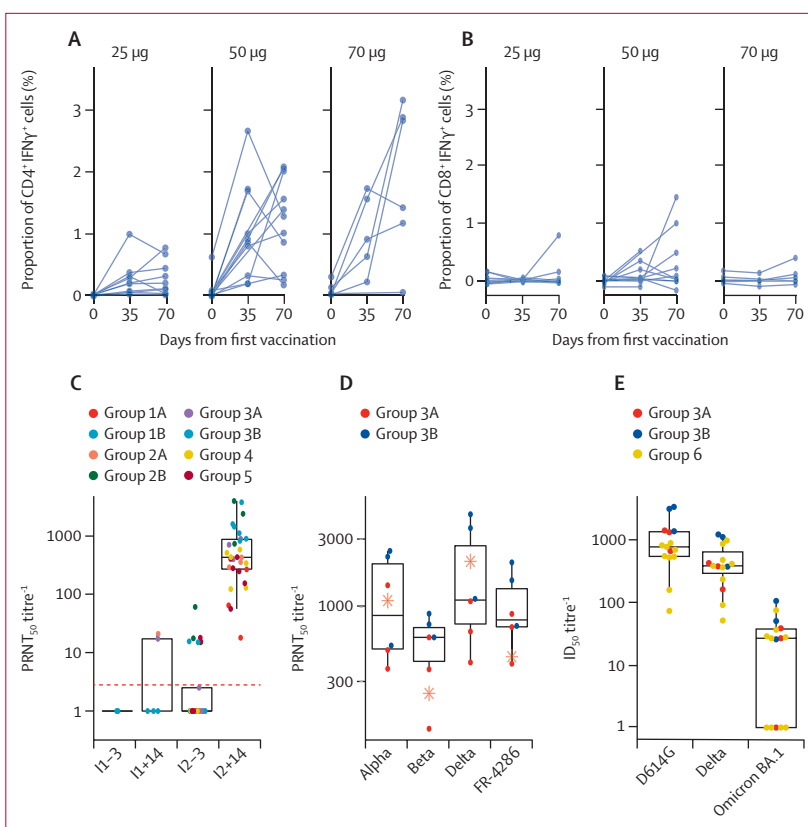 A
25 µg
50 µg
70 µg
Proportion of CD4⁺ IFNγ⁺ cells (%)
3
2
1
0
0
35
70
0
35
70
0
35
70
Days from first vaccination
B
25 µg
50 µg
70 µg
Proportion of CD8⁺ IFNγ⁺ cells (%)
3
2
1
0
0
35
70
0
35
70
0
35
70
Days from first vaccination
C
Group 1A
Group 1B
Group 2A
Group 2B
Group 3A
Group 3B
Group 4
Group 5
PRNT₅₀ titre⁻¹
1000
100
10
1
I1–3
I1+14
I2–3
I2+14
D
Group 3A
Group 3B
PRNT₅₀ titre⁻¹
3000
1000
300
Alpha
Beta
Delta
FR-4286
E
Group 3A
Group 3B
Group 6
ID₅₀ titre⁻¹
1000
100
10
1
D614G
Delta
Omicron BA.1